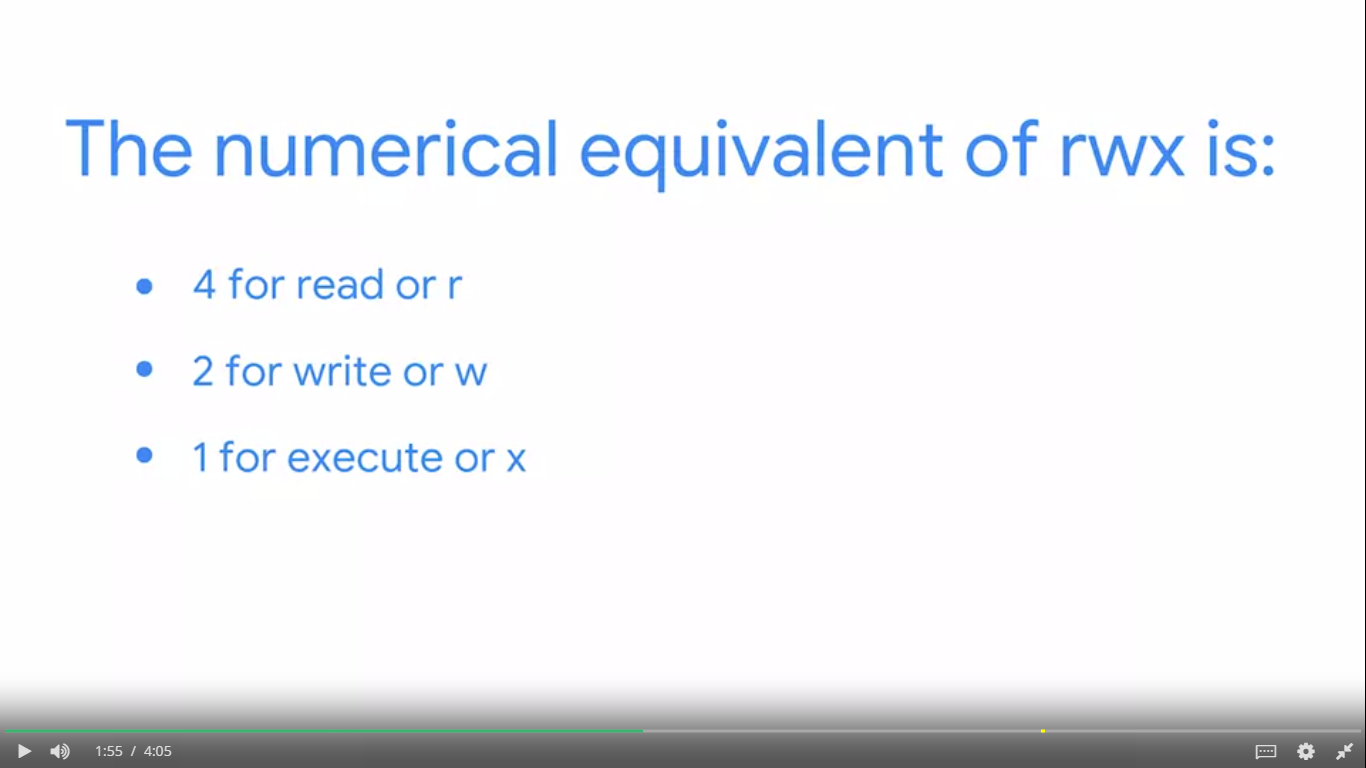 The numerical equivalent of rwx is:
4 for read or r
2 for write or w
1 for execute or x
1:55 / 4:05